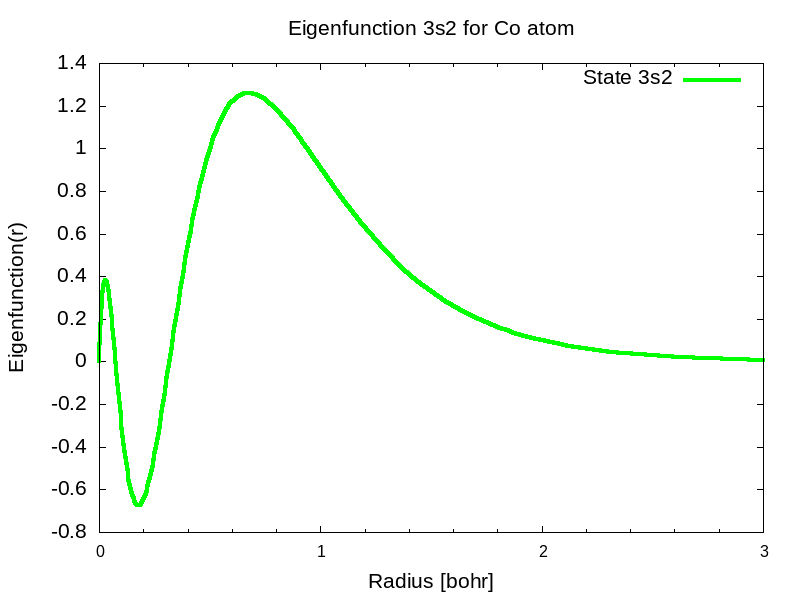 Eigenfunction 3s2 for Co atom
State 3s2
1.4
1.2
1
0.8
0.6
0.4
0.2
0
-0.2
-0.4
-0.6
-0.8
Eigenfunction(r)
0 1 2 3
Radius [bohr]